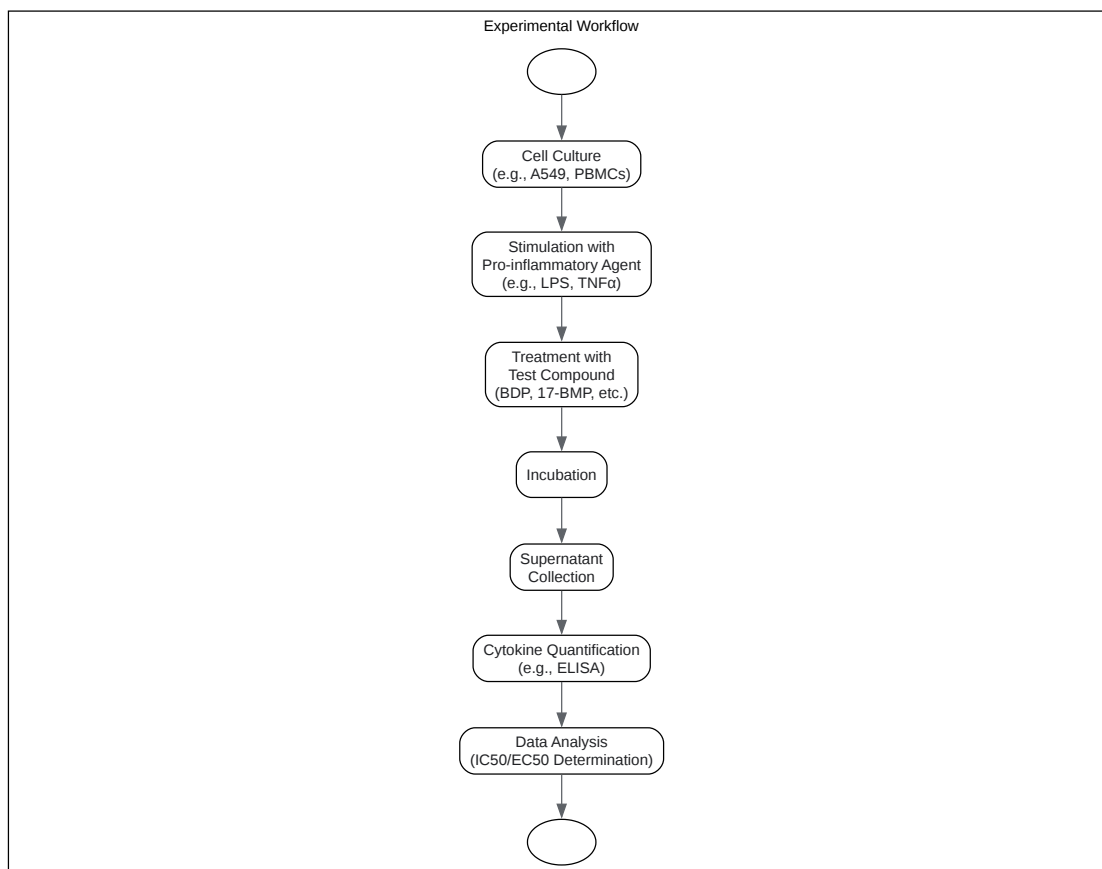 Experimental Workflow
Cell Culture
(e.g., A549, PBMCs)
Stimulation with
Pro-inflammatory Agent
(e.g., LPS, TNFα)
Treatment with
Test Compound
(BDP, 17-BMP, etc.)
Incubation
Supernatant
Collection
Cytokine Quantification
(e.g., ELISA)
Data Analysis
(IC50/EC50 Determination)